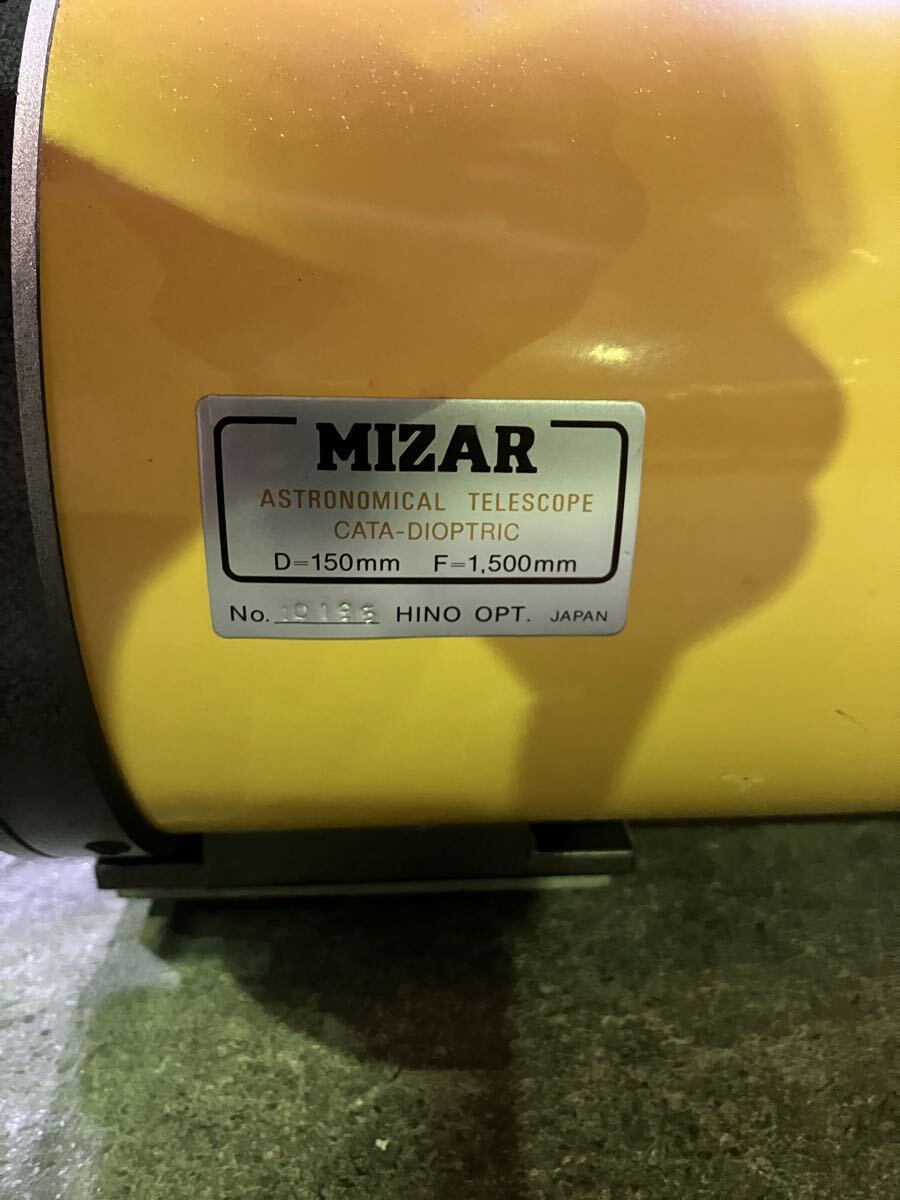 MIZAR
ASTRONOMICAL TELESCOPE
CATA-DIOPTRIC
D=150mm F=1,500mm
No. HINO OPT. JAPAN